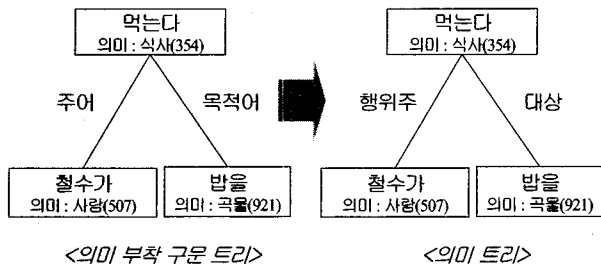 먹는다
의미 : 식사(354)
주어
목적어
철수가
의미 : 사람(507)
밥을
의미 : 곡물(921)
<의미 부착 구문 트리>
먹는다
의미 : 식사(354)
행위주
대상
철수가
의미 : 사람(507)
밥을
의미 : 곡물(921)
<의미 트리>